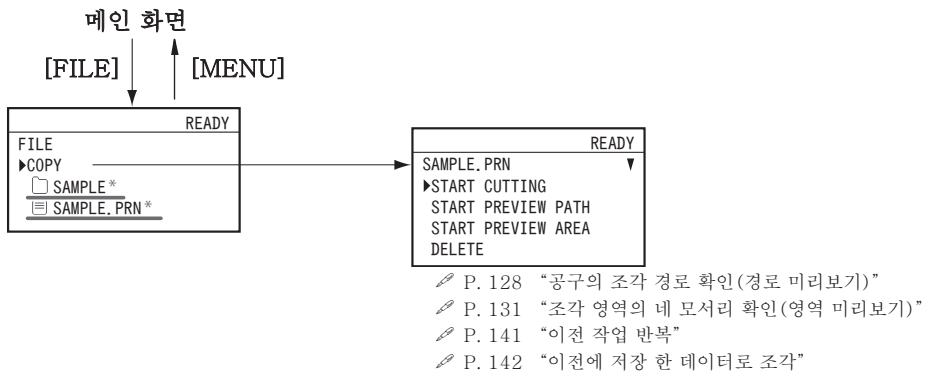 메인 화면
[FILE] [MENU]
READY
FILE
▶COPY
SAMPLE*
SAMPLE.PRN*
READY
SAMPLE.PRN ▼
▶START CUTTING
START PREVIEW PATH
START PREVIEW AREA
DELETE
P. 128 “공구의 조각 경로 확인(경로 미리보기)”
P. 131 “조각 영역의 네 모서리 확인(영역 미리보기)”
P. 141 “이전 작업 반복”
P. 142 “이전에 저장 한 데이터로 조각”